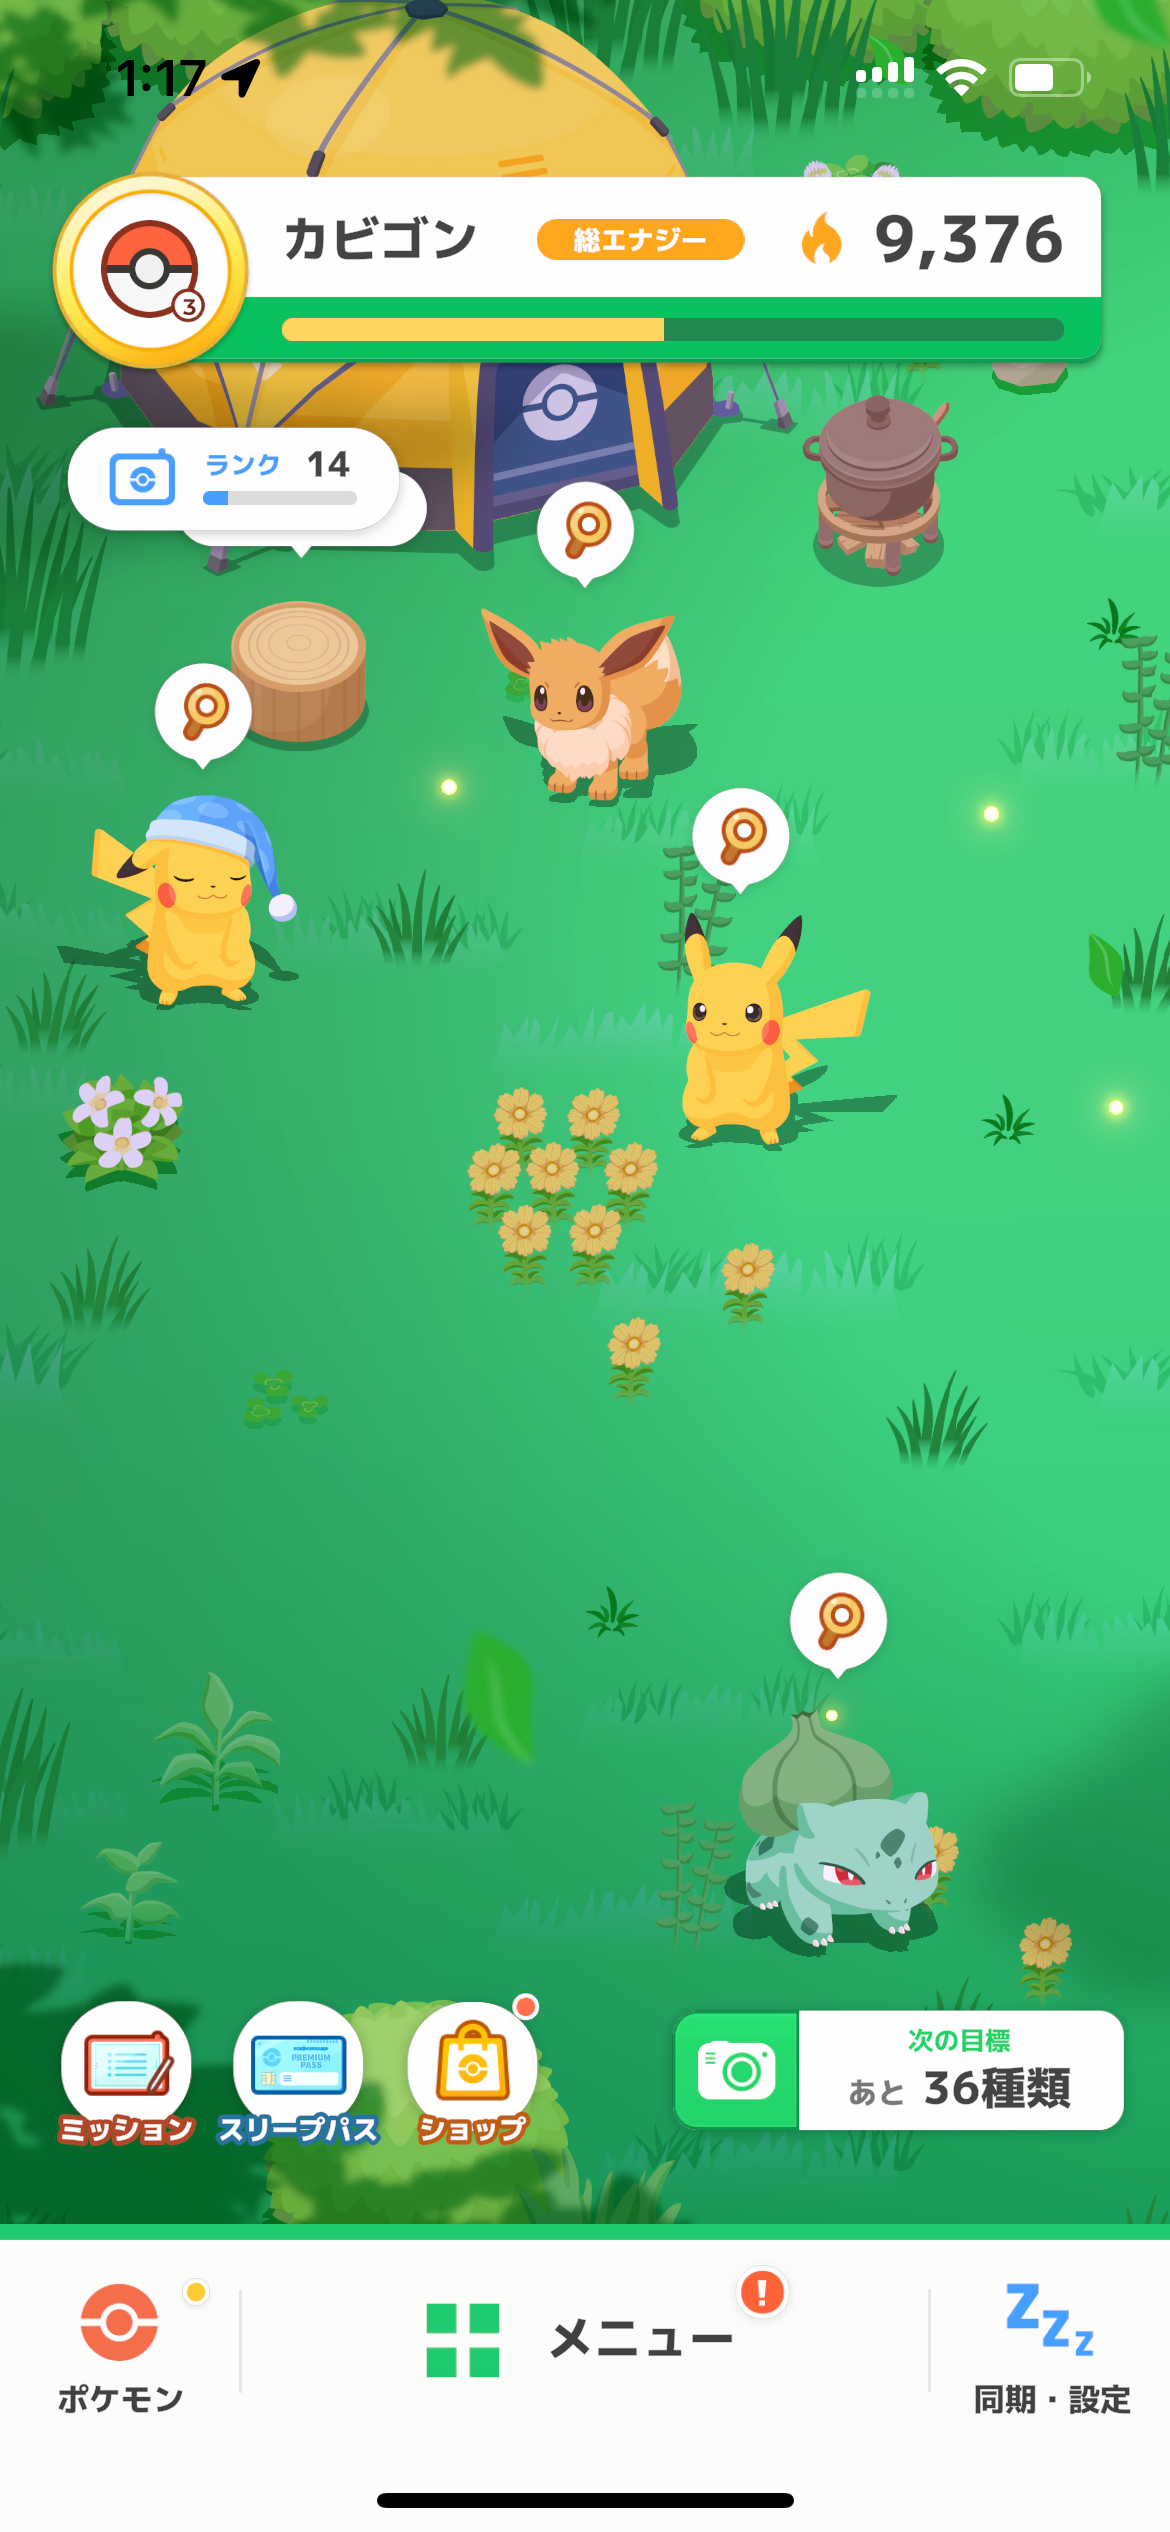 1:17
カビゴン 総エナジー 9,376
3
ランク 14
PREMIUM PASS
ミッション スリープパス ショップ
次の目標
あと 36種類
!
ポケモン メニュー 同期・設定
Zzz